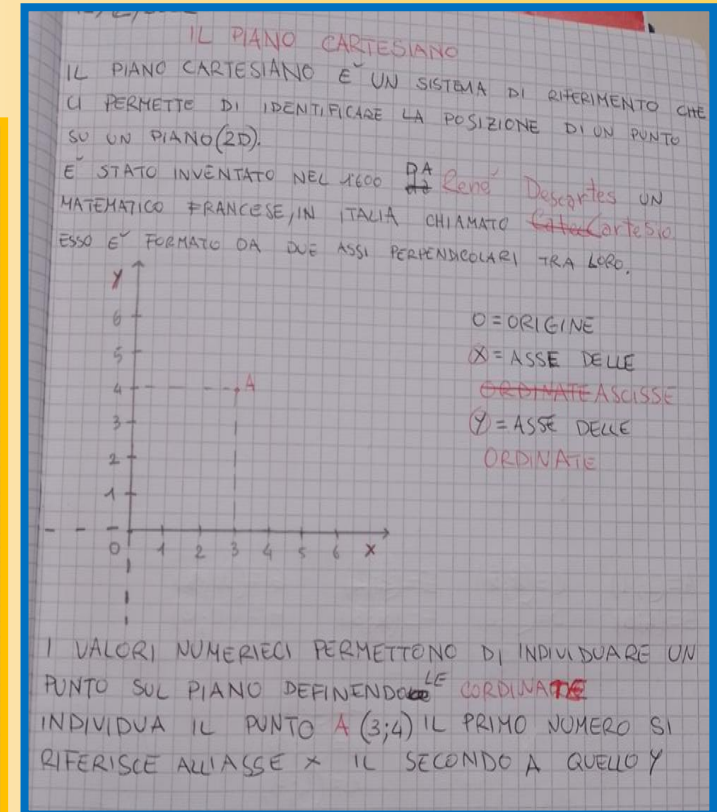 IL PIANO CARTESIANO
IL PIANO CARTESIANO E˘ UN SISTEMA DI RIFERIMENTO CHE
CI PERMETTE DI IDENTIFICARE LA POSIZIONE DI UN PUNTO
SU UN PIANO(2D).
E˘ STATO INVENTATO NEL 1600 DA René Descartes UN
MATEMATICO FRANCESE, IN ITALIA CHIAMATO Cartesio
ESSO E˘ FORMATO DA DUE ASSI PERPENDICOLARI TRA LORO.
Y
6
5
4 A
3
2
1
0 1 2 3 4 5 6 X
O = ORIGINE
X = ASSE DELLE
ORDINATE ASCISSE
Y = ASSE DELLE
ORDINATE
I VALORI NUMERIECI PERMETTONO DI INDIVIDUARE UN
PUNTO SUL PIANO DEFINENDO LE CORDINATE
INDIVIDUA IL PUNTO A (3;4) IL PRIMO NUMERO SI
RIFERISCE ALL'ASSE X IL SECONDO A QUELLO Y